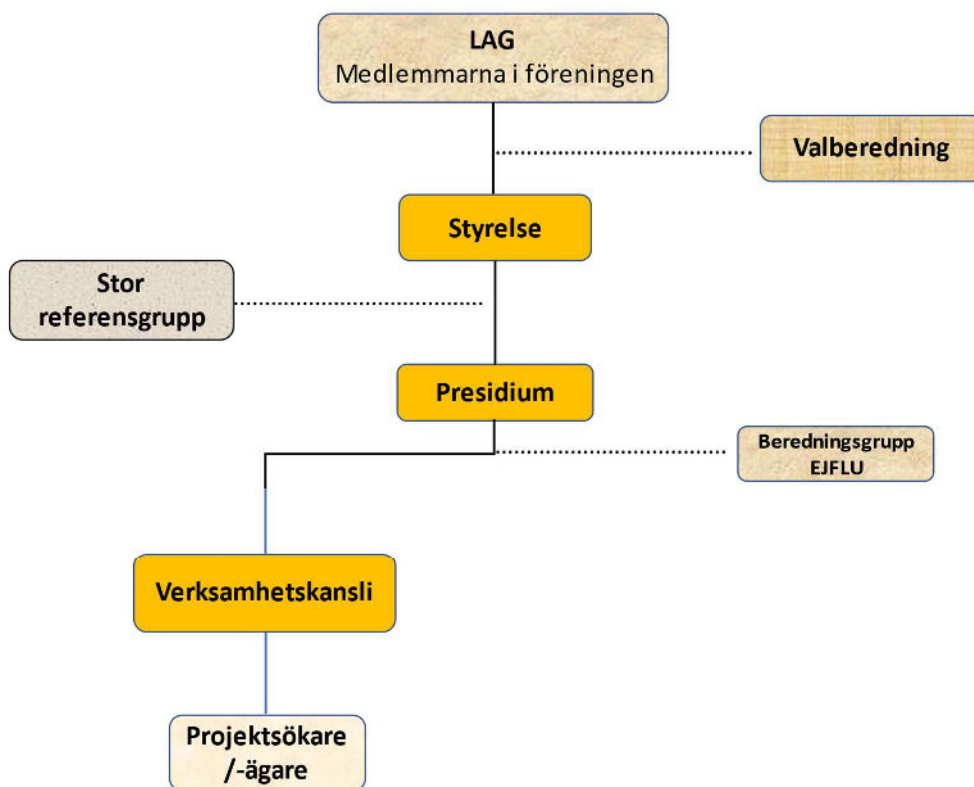 LAG
Medlemmarna i föreningen
Valberedning
Styrelse
Stor
referensgrupp
Presidium
Beredningsgrupp
EJFLU
Verksamhetskansli
Projektsökare
/-ägare